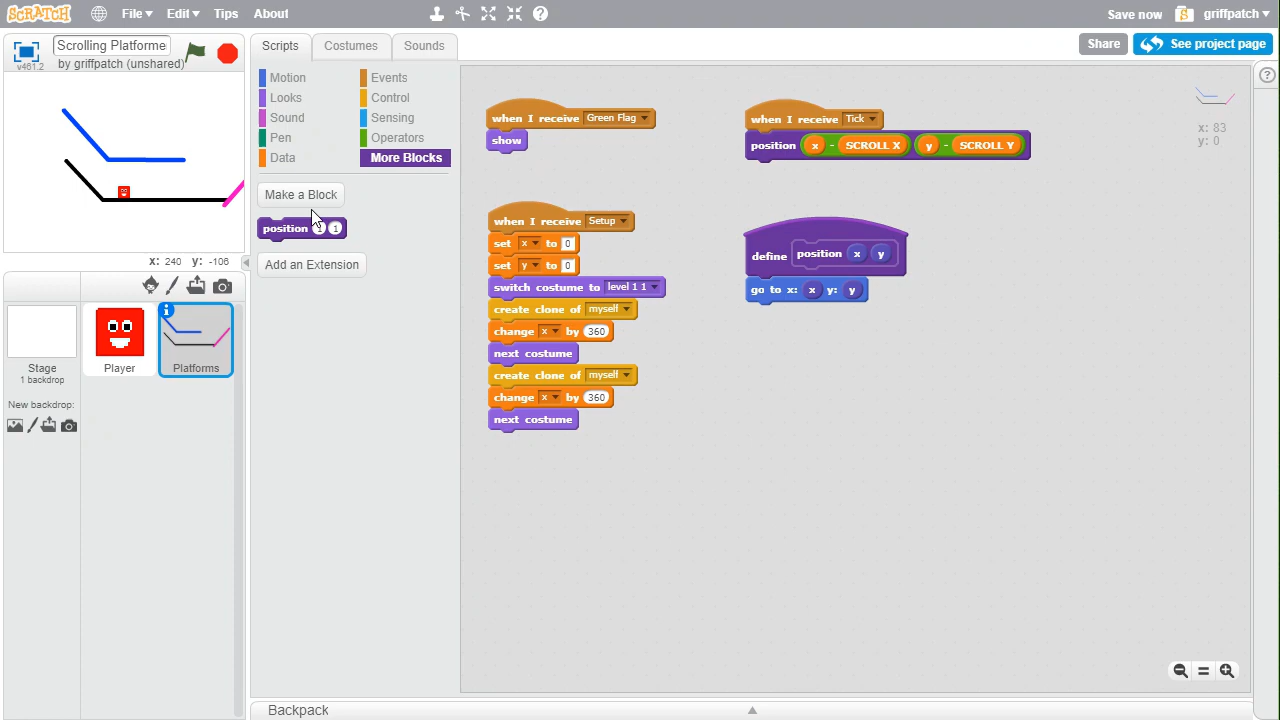 SCRATCH File Edit Tips About Save now griffpatch
Scrolling Platforme
by griffpatch (unshared)
v461.2
Scripts Costumes Sounds Share See project page
Motion Events
Looks Control
Sound Sensing
Pen Operators
Data More Blocks
Make a Block
position 1
Add an Extension
x: 240 y: -106
Stage
1 backdrop
New backdrop:
Player
Platforms
when I receive Green Flag
show
when I receive Setup
set x to 0
set y to 0
switch costume to level 1 1
create clone of myself
change x by 360
next costume
create clone of myself
change x by 360
next costume
when I receive Tick
position x - SCROLL X y - SCROLL Y
define position x y
go to x: x y: y
x: 83
y: 0
Backpack